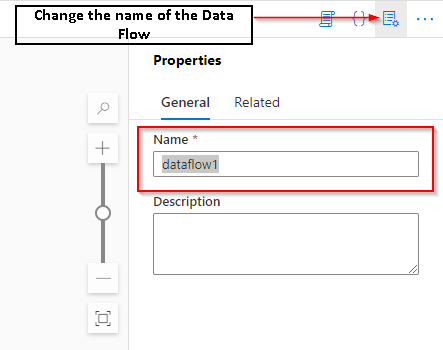 Change the name of the Data
Flow
Properties
General Related
Name *
dataflow1
Description